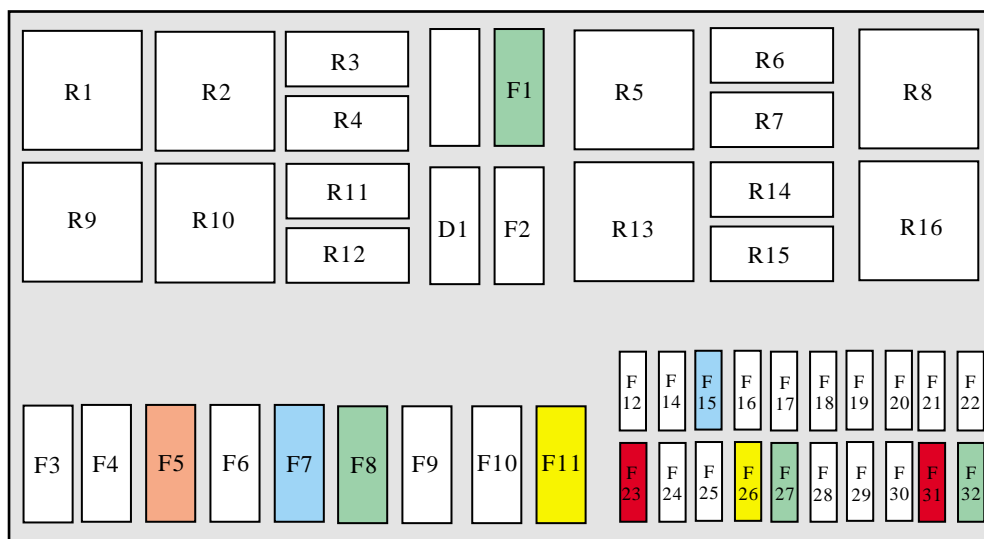 R1 R2 R3 F1 R5 R6 R8
R4 R7
R9 R10 R11 D1 F2 R13 R14 R16
R12 R15
F F F F F F F F F F
12 14 15 16 17 18 19 20 21 22
F3 F4 F5 F6 F7 F8 F9 F10 F11
F F F F F F F F F F
23 24 25 26 27 28 29 30 31 32